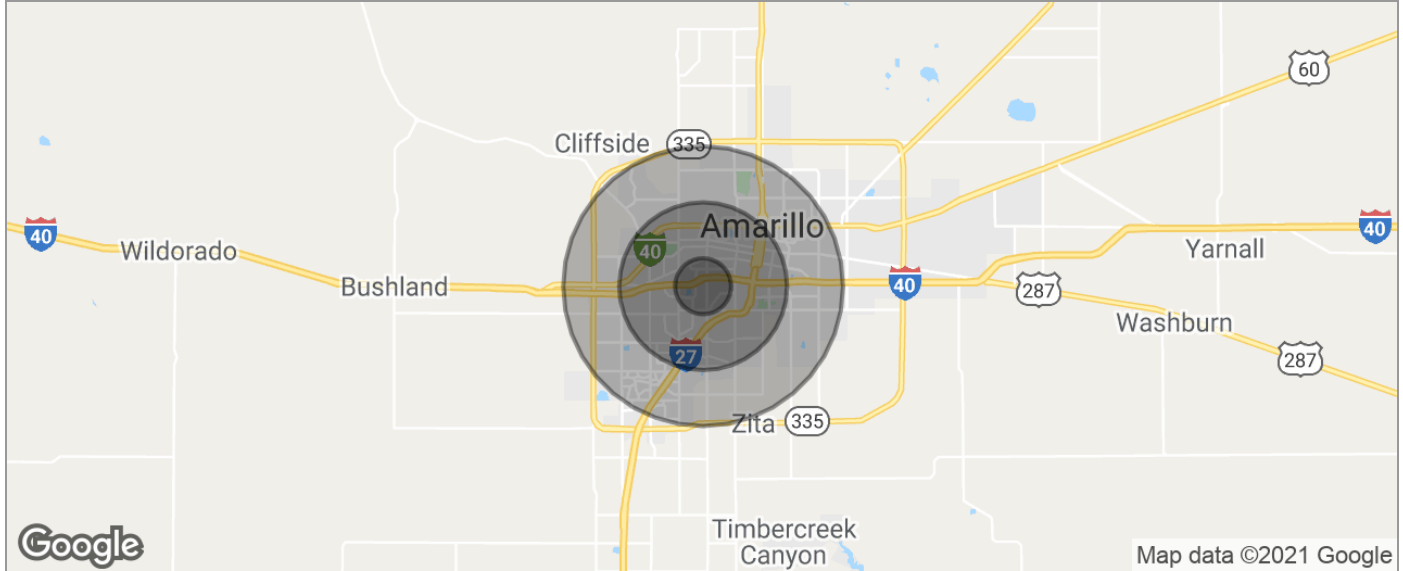 60
Cliffside
335
Amarillo
40
40
40
Wildorado
Yarnall
Bushland
40
287
Washburn
27
287
Zita
335
Timbercreek
Canyon
Google
Map data ©2021 Google